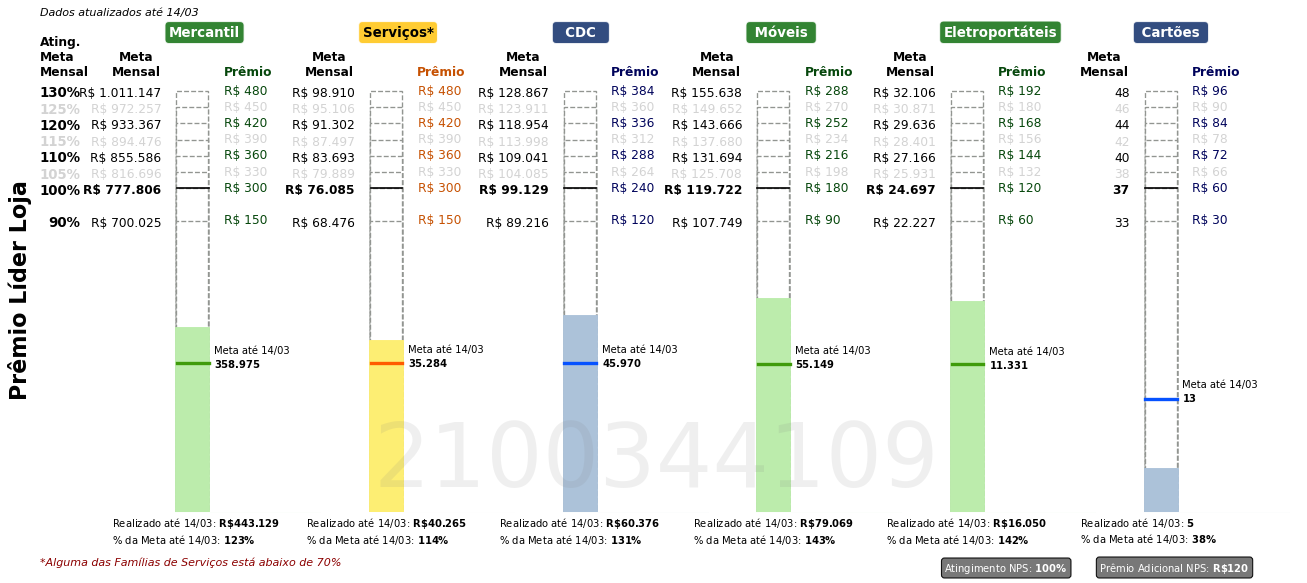 Dados atualizados até 14/03
Mercantil Serviços* CDC Móveis Eletroportáteis Cartões
Ating. Meta Mensal Meta Mensal Prêmio Meta Mensal Prêmio Meta Mensal Prêmio Meta Mensal Prêmio Meta Mensal Prêmio Meta Mensal Prêmio
130% R$ 1.011.147 R$ 480 R$ 98.910 R$ 480 R$ 128.867 R$ 384 R$ 155.638 R$ 288 R$ 32.106 R$ 192 48 R$ 96
125% R$ 972.257 R$ 450 R$ 95.106 R$ 450 R$ 123.911 R$ 360 R$ 149.652 R$ 270 R$ 30.871 R$ 180 46 R$ 90
120% R$ 933.367 R$ 420 R$ 91.302 R$ 420 R$ 118.954 R$ 336 R$ 143.666 R$ 252 R$ 29.636 R$ 168 44 R$ 84
115% R$ 894.476 R$ 390 R$ 87.497 R$ 390 R$ 113.998 R$ 312 R$ 137.680 R$ 234 R$ 28.401 R$ 156 42 R$ 78
110% R$ 855.586 R$ 360 R$ 83.693 R$ 360 R$ 109.041 R$ 288 R$ 131.694 R$ 216 R$ 27.166 R$ 144 40 R$ 72
105% R$ 816.696 R$ 330 R$ 79.889 R$ 330 R$ 104.085 R$ 264 R$ 125.708 R$ 198 R$ 25.931 R$ 132 38 R$ 66
100% R$ 777.806 R$ 300 R$ 76.085 R$ 300 R$ 99.129 R$ 240 R$ 119.722 R$ 180 R$ 24.697 R$ 120 37 R$ 60
90% R$ 700.025 R$ 150 R$ 68.476 R$ 150 R$ 89.216 R$ 120 R$ 107.749 R$ 90 R$ 22.227 R$ 60 33 R$ 30
Prêmio Líder Loja
Meta até 14/03 Meta até 14/03 Meta até 14/03 Meta até 14/03 Meta até 14/03 Meta até 14/03
358.975 35.284 45.970 55.149 11.331 13
2100344109
Realizado até 14/03: R$443.129 Realizado até 14/03: R$40.265 Realizado até 14/03: R$60.376 Realizado até 14/03: R$79.069 Realizado até 14/03: R$16.050 Realizado até 14/03: 5
% da Meta até 14/03: 123% % da Meta até 14/03: 114% % da Meta até 14/03: 131% % da Meta até 14/03: 143% % da Meta até 14/03: 142% % da Meta até 14/03: 38%
*Alguma das Famílias de Serviços está abaixo de 70%
Atingimento NPS: 100% Prêmio Adicional NPS: R$120